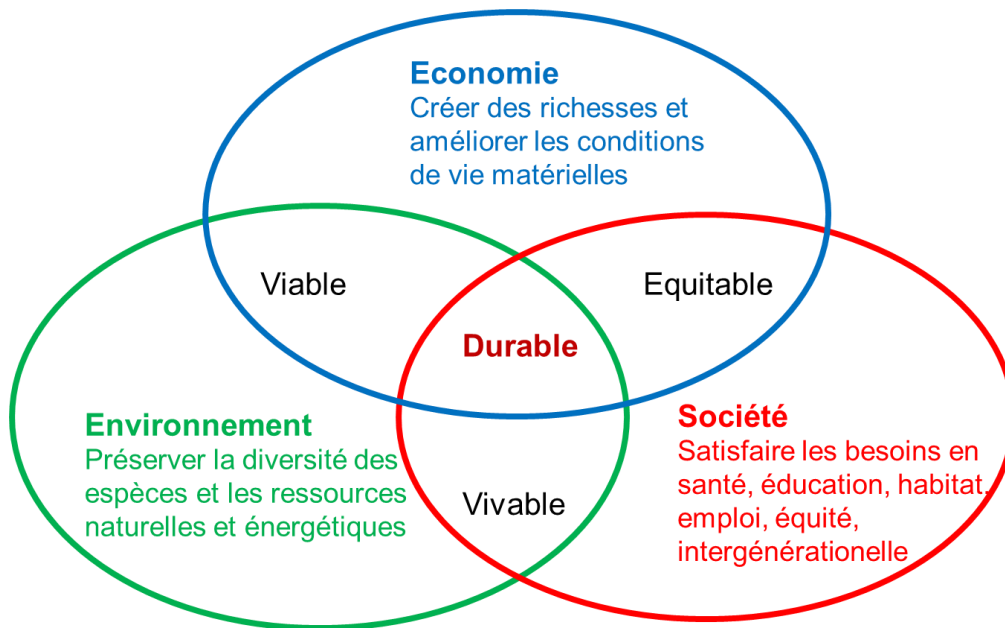 Economie
Créer des richesses et
améliorer les conditions
de vie matérielles
Viable
Equitable
Durable
Environnement
Préserver la diversité des
espèces et les ressources
naturelles et énergétiques
Société
Satisfaire les besoins en
santé, éducation, habitat,
emploi, équité,
intergénérationelle
Vivable